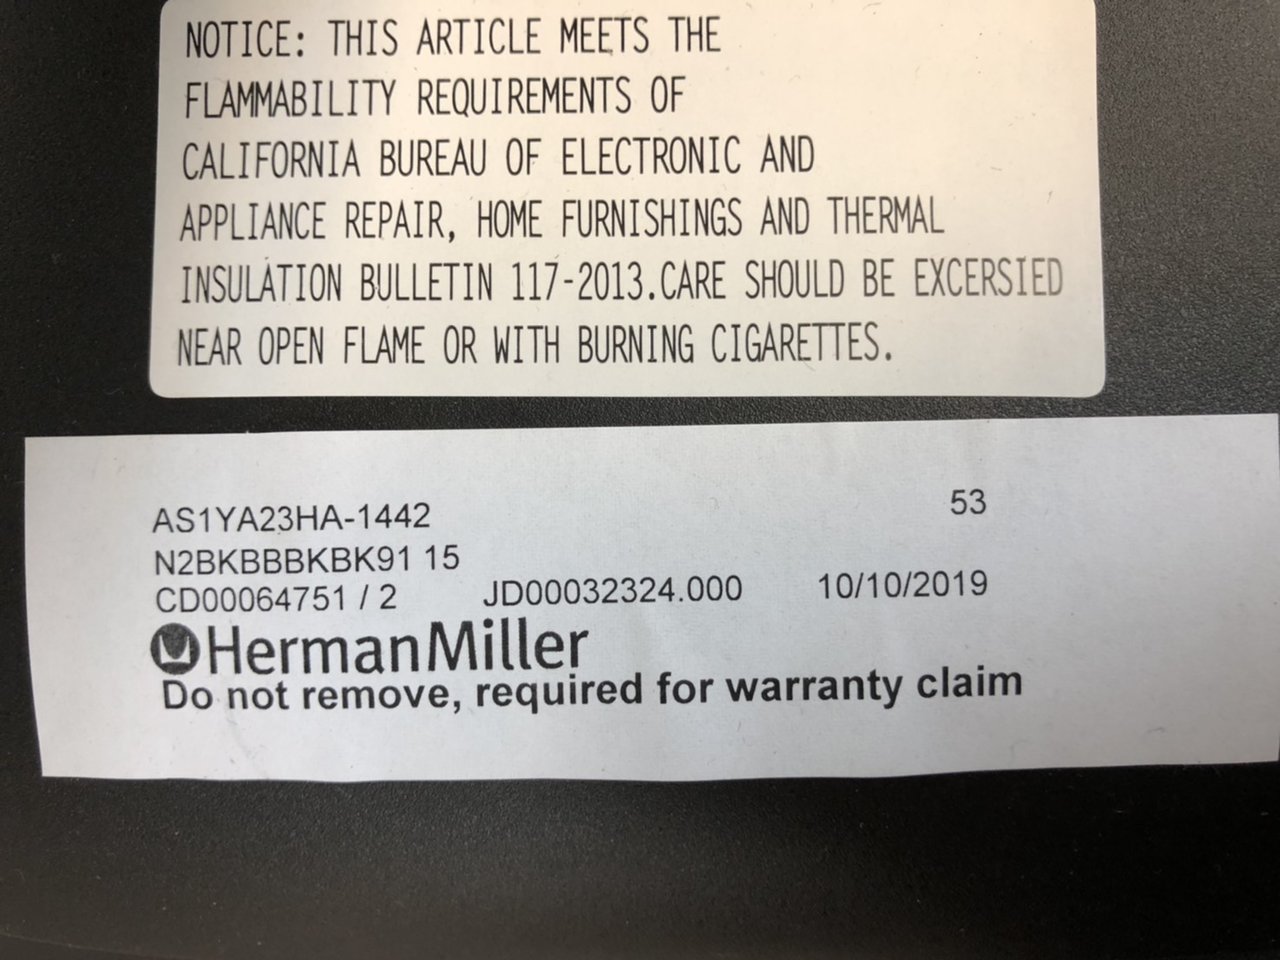 NOTICE: THIS ARTICLE MEETS THE
FLAMMABILITY REQUIREMENTS OF
CALIFORNIA BUREAU OF ELECTRONIC AND
APPLIANCE REPAIR, HOME FURNISHINGS AND THERMAL
INSULATION BULLETIN 117-2013.CARE SHOULD BE EXCERSIED
NEAR OPEN FLAME OR WITH BURNING CIGARETTES.
AS1YA23HA-1442 53
N2BKBBBKBK91 15
CD00064751 / 2 JD00032324.000 10/10/2019
HermanMiller
Do not remove, required for warranty claim